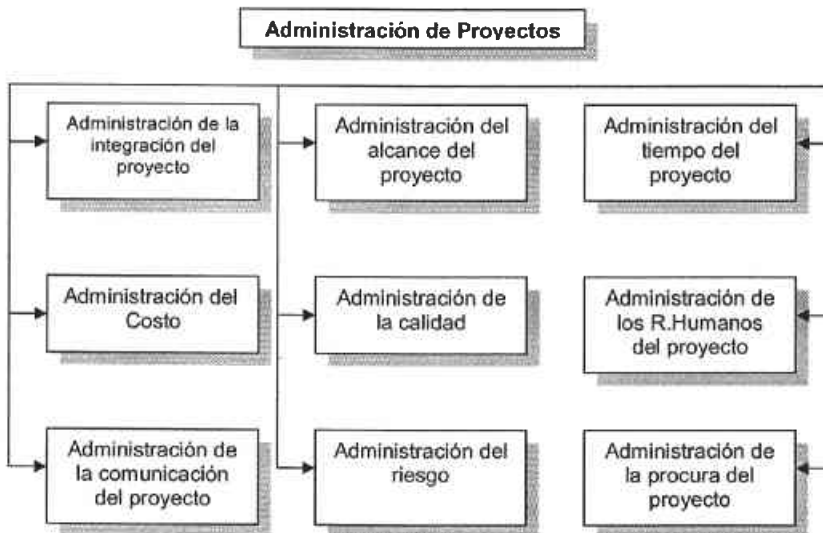 Administración de Proyectos
Administración de la
integración del
proyecto
Administración del
alcance del
proyecto
Administración del
tiempo del
proyecto
Administración del
Costo
Administración de
la calidad
Administración de
los R.Humanos
del proyecto
Administración de
la comunicación
del proyecto
Administración del
riesgo
Administración de
la procura del
proyecto